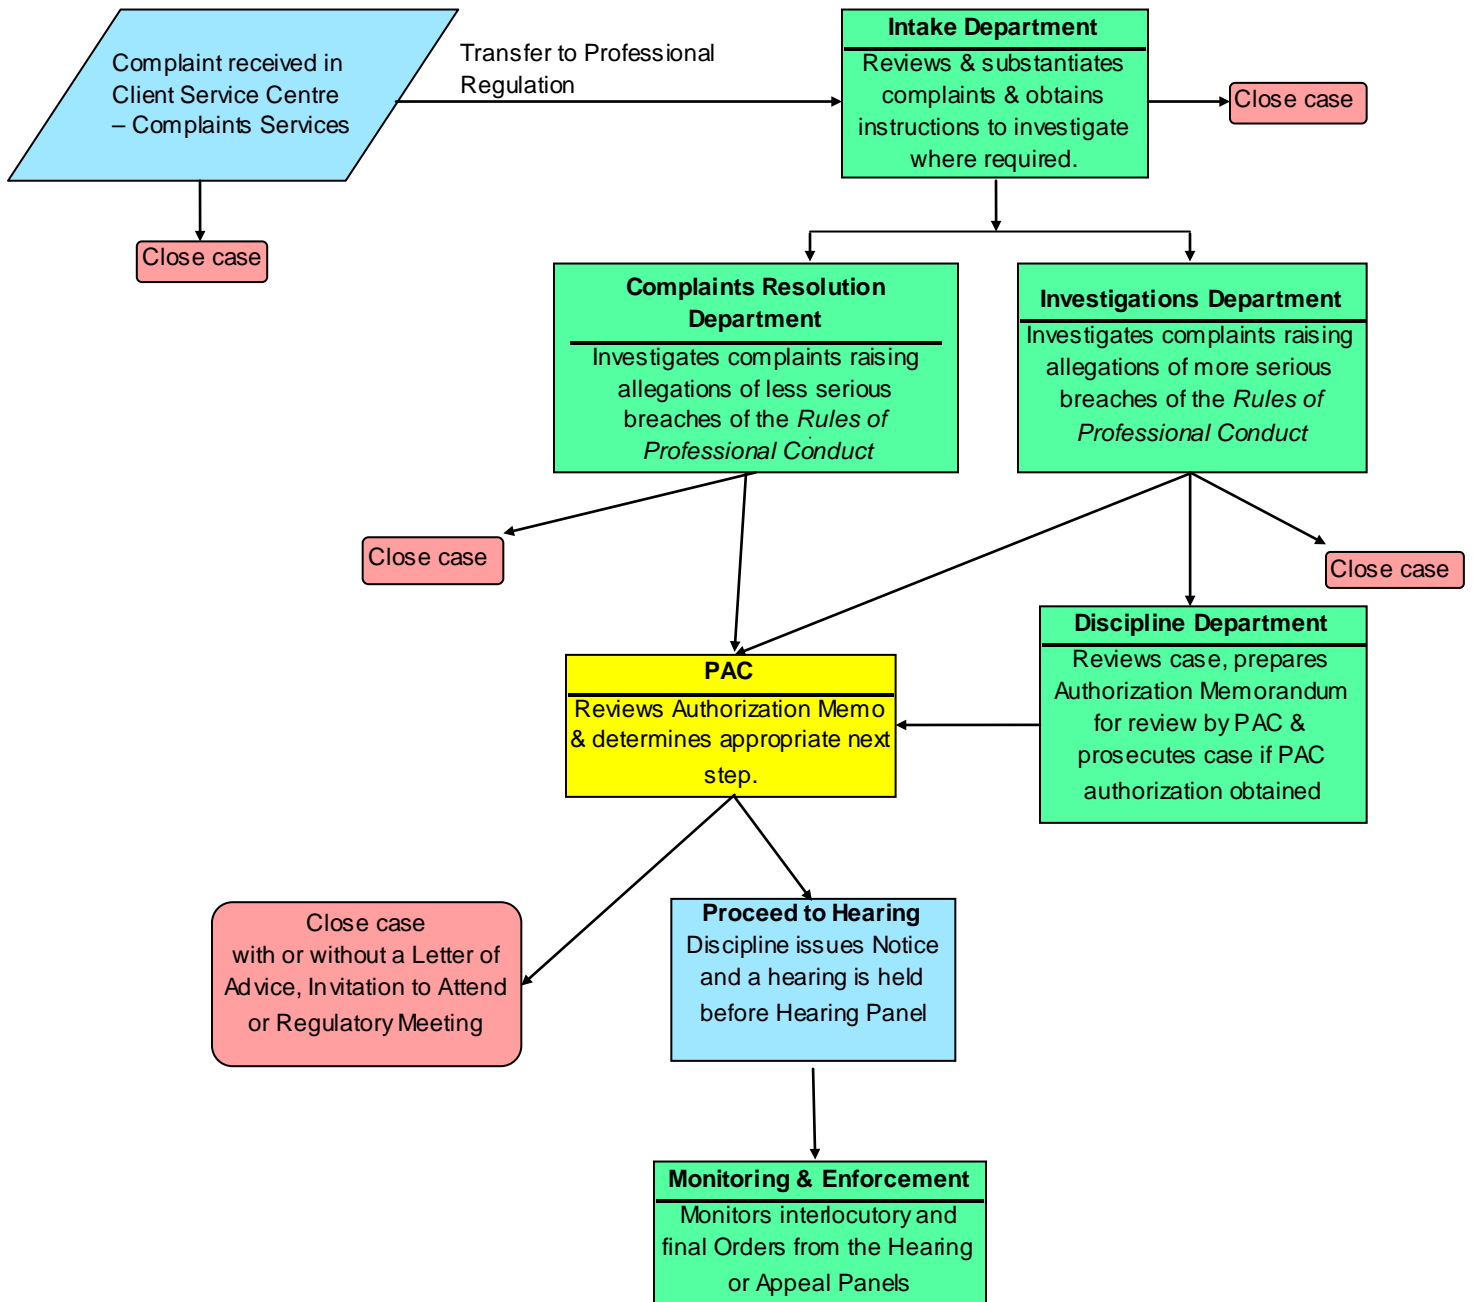 Complaint received in
Client Service Centre
– Complaints Services
Transfer to Professional
Regulation
Intake Department
Reviews & substantiates
complaints & obtains
instructions to investigate
where required.
Close case
Close case
Complaints Resolution
Department
Investigates complaints raising
allegations of less serious
breaches of the Rules of
Professional Conduct
Investigations Department
Investigates complaints raising
allegations of more serious
breaches of the Rules of
Professional Conduct
Close case
Close case
Discipline Department
Reviews case, prepares
Authorization Memorandum
for review by PAC &
prosecutes case if PAC
authorization obtained
PAC
Reviews Authorization Memo
& determines appropriate next
step.
Close case
with or without a Letter of
Advice, Invitation to Attend
or Regulatory Meeting
Proceed to Hearing
Discipline issues Notice
and a hearing is held
before Hearing Panel
Monitoring & Enforcement
Monitors interlocutory and
final Orders from the Hearing
or Appeal Panels